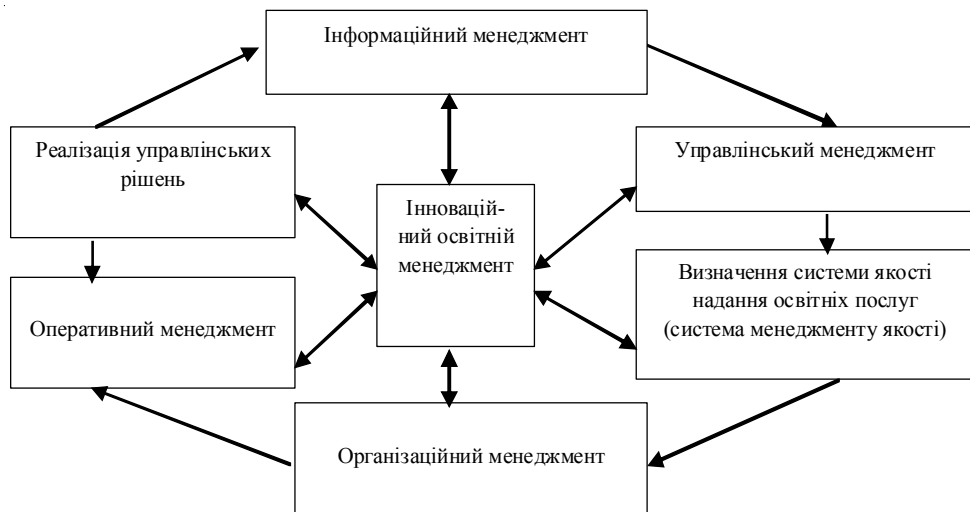 Інформаційний менеджмент
Реалізація управлінських
рішень
Управлінський менеджмент
Інновацій-
ний освітній
менеджмент
Визначення системи якості
надання освітніх послуг
(система менеджменту якості)
Оперативний менеджмент
Організаційний менеджмент